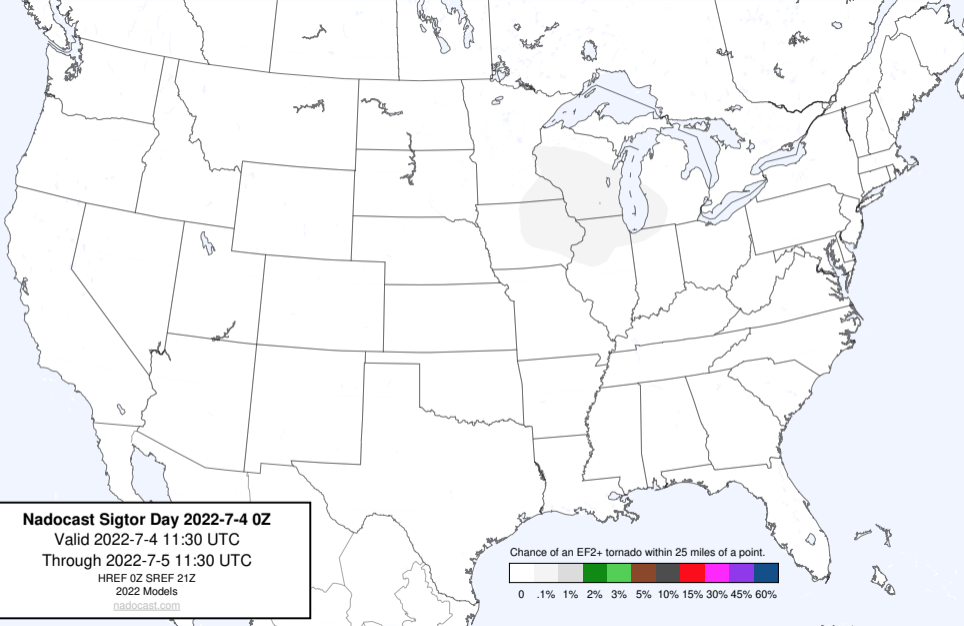 Nadocast Sigtor Day 2022-7-4 0Z
Valid 2022-7-4 11:30 UTC
Through 2022-7-5 11:30 UTC
HREF 0Z SREF 21Z
2022 Models
nadocast.com
Chance of an EF2+ tornado within 25 miles of a point.
0 .1% 1% 2% 3% 5% 10% 15% 30% 45% 60%